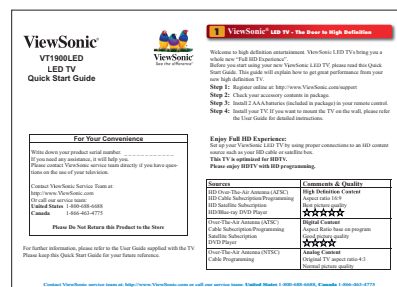 ViewSonic®
VT1900LED
LED TV
Quick Start Guide
ViewSonic®
See the difference™
For Your Convenience
Write down your product serial number. _ _ _ _ _ _ _ _ _ _ _ _
If you need any assistance, it will help you.
Please contact ViewSonic service team directly if you have ques-
tions on the use of your television.
Contact ViewSonic Service Team at:
http://www.ViewSonic.com
Or call our service team:
United States 1-800-688-6688
Canada 1-866-463-4775
Please Do Not Return this Product to the Store
For further information, please refer to the User Guide supplied with the TV
Please keep this Quick Start Guide for your future reference.
1 ViewSonic® LED TV - The Door to High Definition
Welcome to high definition entertainment. ViewSonic LED TVs bring you a
whole new "Full HD Experience".
Before you start using your new ViewSonic LED TV, please read this Quick
Start Guide. This guide will explain how to get great performance from your
new high definition TV.
Step 1: Register online at: http://www.ViewSonic.com/support
Step 2: Check your accessory contents in package.
Step 3: Install 2 AAA batteries (included in package) in your remote control.
Step 4: Install your TV. If you want to mount the TV on the wall, please refer
the User Guide for detailed instructions.
Enjoy Full HD Experience:
Set up your ViewSonic LED TV by using proper connections to an HD content
source such as your HD cable or satellite box.
This TV is optimized for HDTV.
Please enjoy HDTV with HD programming.
Sources Comments & Quality
HD Over-The-Air Antenna (ATSC) High Definition Content
HD Cable Subscription/Programming Aspect ratio 16:9
HD Satellite Subscription Best picture quality
HD/Blue-ray DVD Player ☆☆☆☆☆
Over-The-Air Antenna (ATSC) Digital Content
Cable Subscription/Programming Aspect Ratio base on program
Satellite Subscription Good picture quality
DVD Player ☆☆☆☆
Over-The-Air Antenna (NTSC) Analog Content
Cable Programming Original TV aspect ratio 4:3
Normal picture quality
Contact ViewSonic service team at: http://www.ViewSonic.com or call our service team: United States 1-800-688-6688, Canada 1-866-463-4775